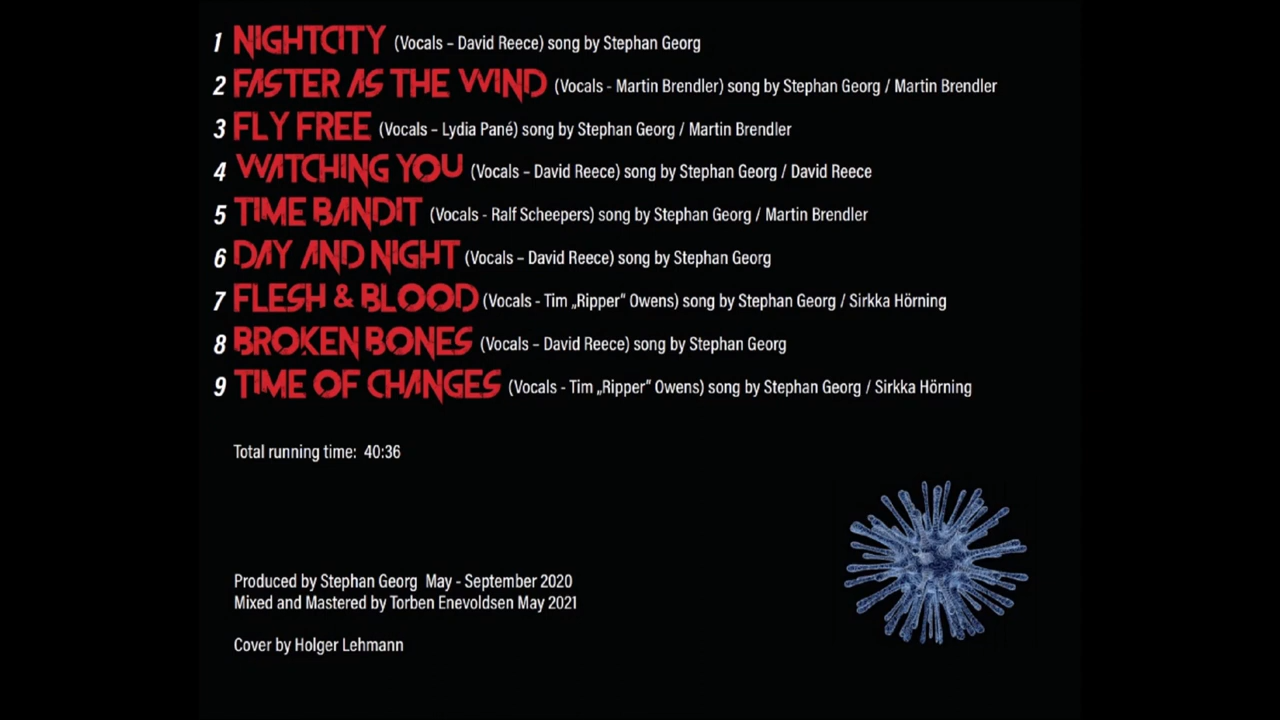 1 NIGHTCITY (Vocals – David Reece) song by Stephan Georg
2 FASTER AS THE WIND (Vocals - Martin Brendler) song by Stephan Georg / Martin Brendler
3 FLY FREE (Vocals – Lydia Pané) song by Stephan Georg / Martin Brendler
4 WATCHING YOU (Vocals – David Reece) song by Stephan Georg / David Reece
5 TIME BANDIT (Vocals - Ralf Scheepers) song by Stephan Georg / Martin Brendler
6 DAY AND NIGHT (Vocals – David Reece) song by Stephan Georg
7 FLESH & BLOOD (Vocals - Tim „Ripper“ Owens) song by Stephan Georg / Sirkka Hörning
8 BROKEN BONES (Vocals – David Reece) song by Stephan Georg
9 TIME OF CHANGES (Vocals - Tim „Ripper“ Owens) song by Stephan Georg / Sirkka Hörning
Total running time: 40:36
Produced by Stephan Georg May - September 2020
Mixed and Mastered by Torben Enevoldsen May 2021
Cover by Holger Lehmann